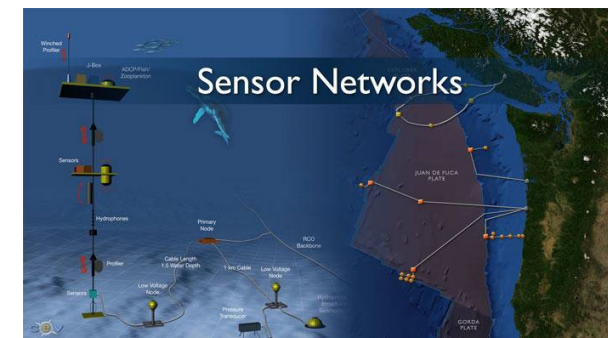 Sensor Networks
Winched
Profiler
J-Box
ADCP/Fish/
Zooplankton
Sensors
Hydrophones
Profiler
Sensors
Low Voltage
Node
Cable Length
1.5 Water Depth
Primary
Node
1 km Cable
RCO
Backbone
Low Voltage
Node
Pressure
Transducer
JUAN DE FUCA
PLATE
GORDA
PLATE